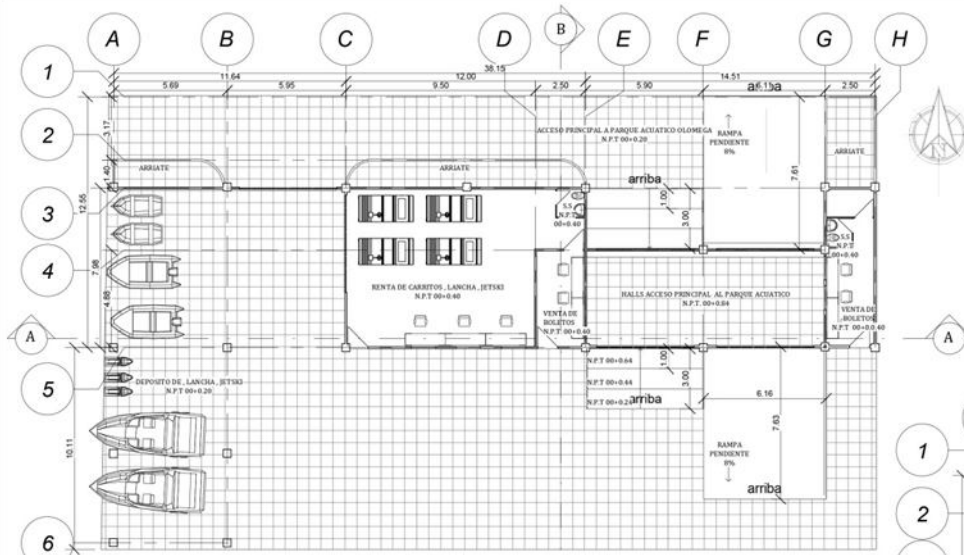 A
B
C
D
B
E
F
G
H
1
38.15
11.64
12.00
14.51
5.69
5.95
9.50
2.50
5.90
6.11
2.50
arriba
2
3.17
ACCESO PRINCIPAL A PARQUE ACUATICO OLOMEGA
N.P.T 00+0.20
RAMPA
PENDIENTE
8%
ARRIATE
ARRIATE
ARRIATE
1.40
arriba
7.61
3
12.55
1.00
3.00
S.S
N.P.T
00+0.40
S.S
N.P.T
00+0.40
4
7.98
4.88
RENTA DE CARRITOS , LANCHA , JETSKI
N.P.T 00+0.40
HALLS ACCESO PRINCIPAL AL PARQUE ACUATICO
N.P.T. 00+0.84
VENTA DE
BOLETOS
N.P.T 00+0.40
VENTA DE
BOLETOS
N.P.T 00+0.40
A
A
5
DEPOSITO DE , LANCHA , JETSKI
N.P.T 00+0.20
N.P.T 00+0.64
1.00
N.P.T 00+0.44
3.00
N.P.T 00+0.24
arriba
6.16
7.63
10.11
RAMPA
PENDIENTE
8%
arriba
1
2
6